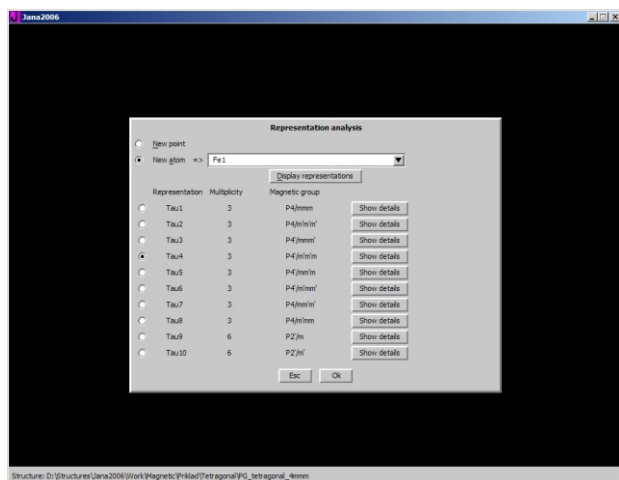 Jana2006
Representation analysis
New point
New atom => Fe1
Display representations
Representation Multiplicity Magnetic group
Tau1 3 P4/mmm Show details
Tau2 3 P4/m'm'm' Show details
Tau3 3 P4'/mmm' Show details
Tau4 3 P4'/m'm'm Show details
Tau5 3 P4'/mm'm Show details
Tau6 3 P4'/m'mm' Show details
Tau7 3 P4/mm'm' Show details
Tau8 3 P4/m'mm Show details
Tau9 6 P2'/m Show details
Tau10 6 P2/m' Show details
Esc Ok
Structure: D:\Structures\Jana2006\Work\Magnetic\Priklad\Tetragonal\PG_tetragonal_4mmm